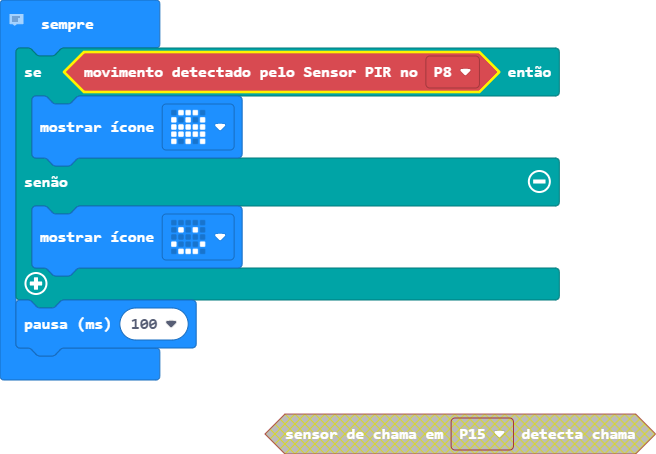 sempre
se movimento detectado pelo Sensor PIR no P8 então
mostrar ícone
senão
mostrar ícone
pausa (ms) 100
sensor de chama em P15 detecta chama